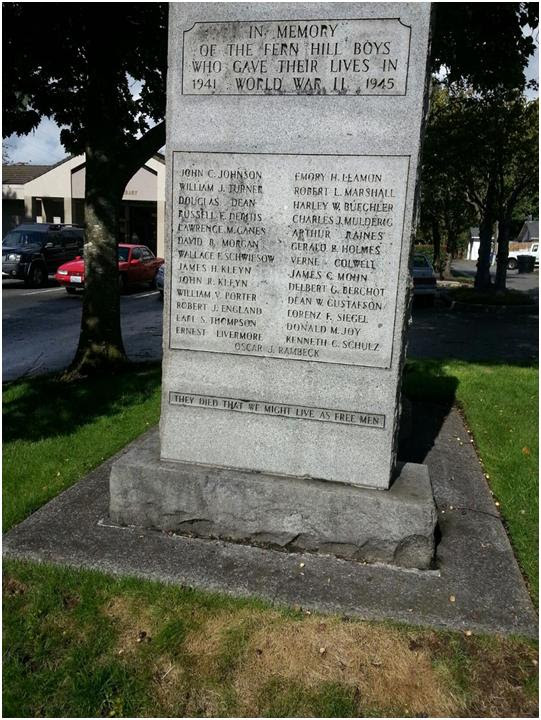 IN MEMORY
OF THE FERN HILL BOYS
WHO GAVE THEIR LIVES IN
1941 WORLD WAR II 1945
JOHN C. JOHNSON
WILLIAM J. TURNER
DOUGLAS DEAN
RUSSELL E. DEPTIS
LAWRENCE M. GANES
DAVID B. MORGAN
WALLACE F. SCHWIESOW
JAMES H. KLEYN
JOHN R. KLEYN
WILLIAM V. PORTER
ROBERT J. ENGLAND
EARL S. THOMPSON
ERNEST LIVERMORE
EMORY H. LEAMON
ROBERT L. MARSHALL
HARLEY W. BUECHLER
CHARLES J. MULDERIG
ARTHUR RAINES
GERALD R. HOLMES
VERNE COLWELL
JAMES C. MOHN
DELBERT G. BERGHOT
DEAN W. GUSTAFSON
LORENZ F. SIEGEL
DONALD M. JOY
KENNETH C. SCHULZ
OSCAR J. RAMBECK
THEY DIED THAT WE MIGHT LIVE AS FREE MEN